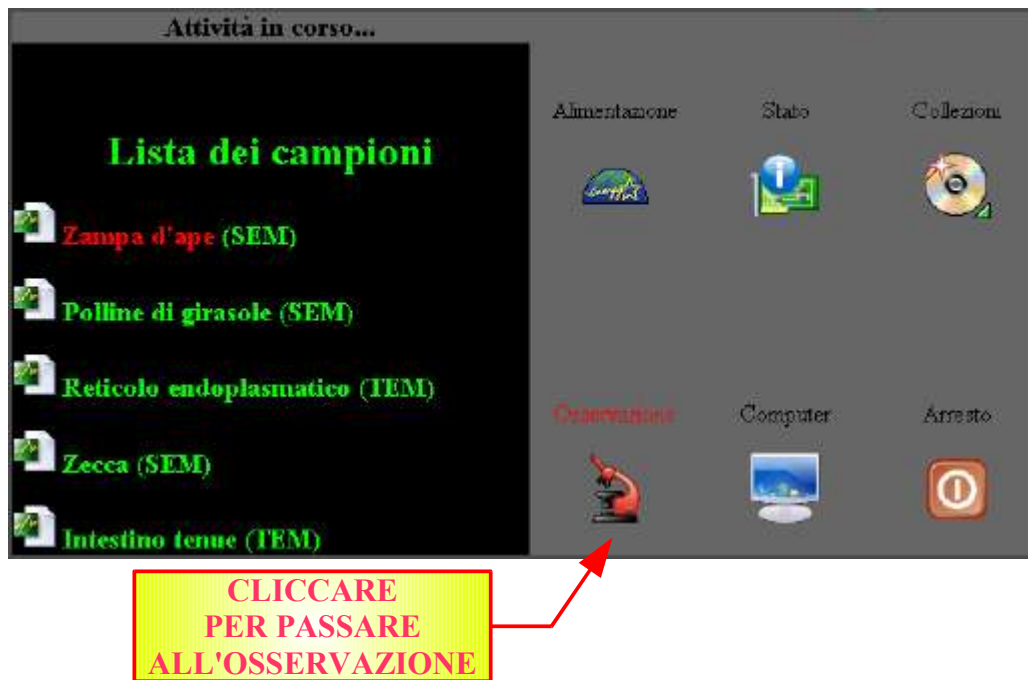 Attività in corso...
Lista dei campioni
Zampa d'ape (SEM)
Polline di girasole (SEM)
Reticolo endoplasmatico (TEM)
Zecca (SEM)
Intestino tenue (TEM)
Alimentazione
Stato
Collezioni
Osservazione
Computer
Arresto
CLICCARE
PER PASSARE
ALL'OSSERVAZIONE